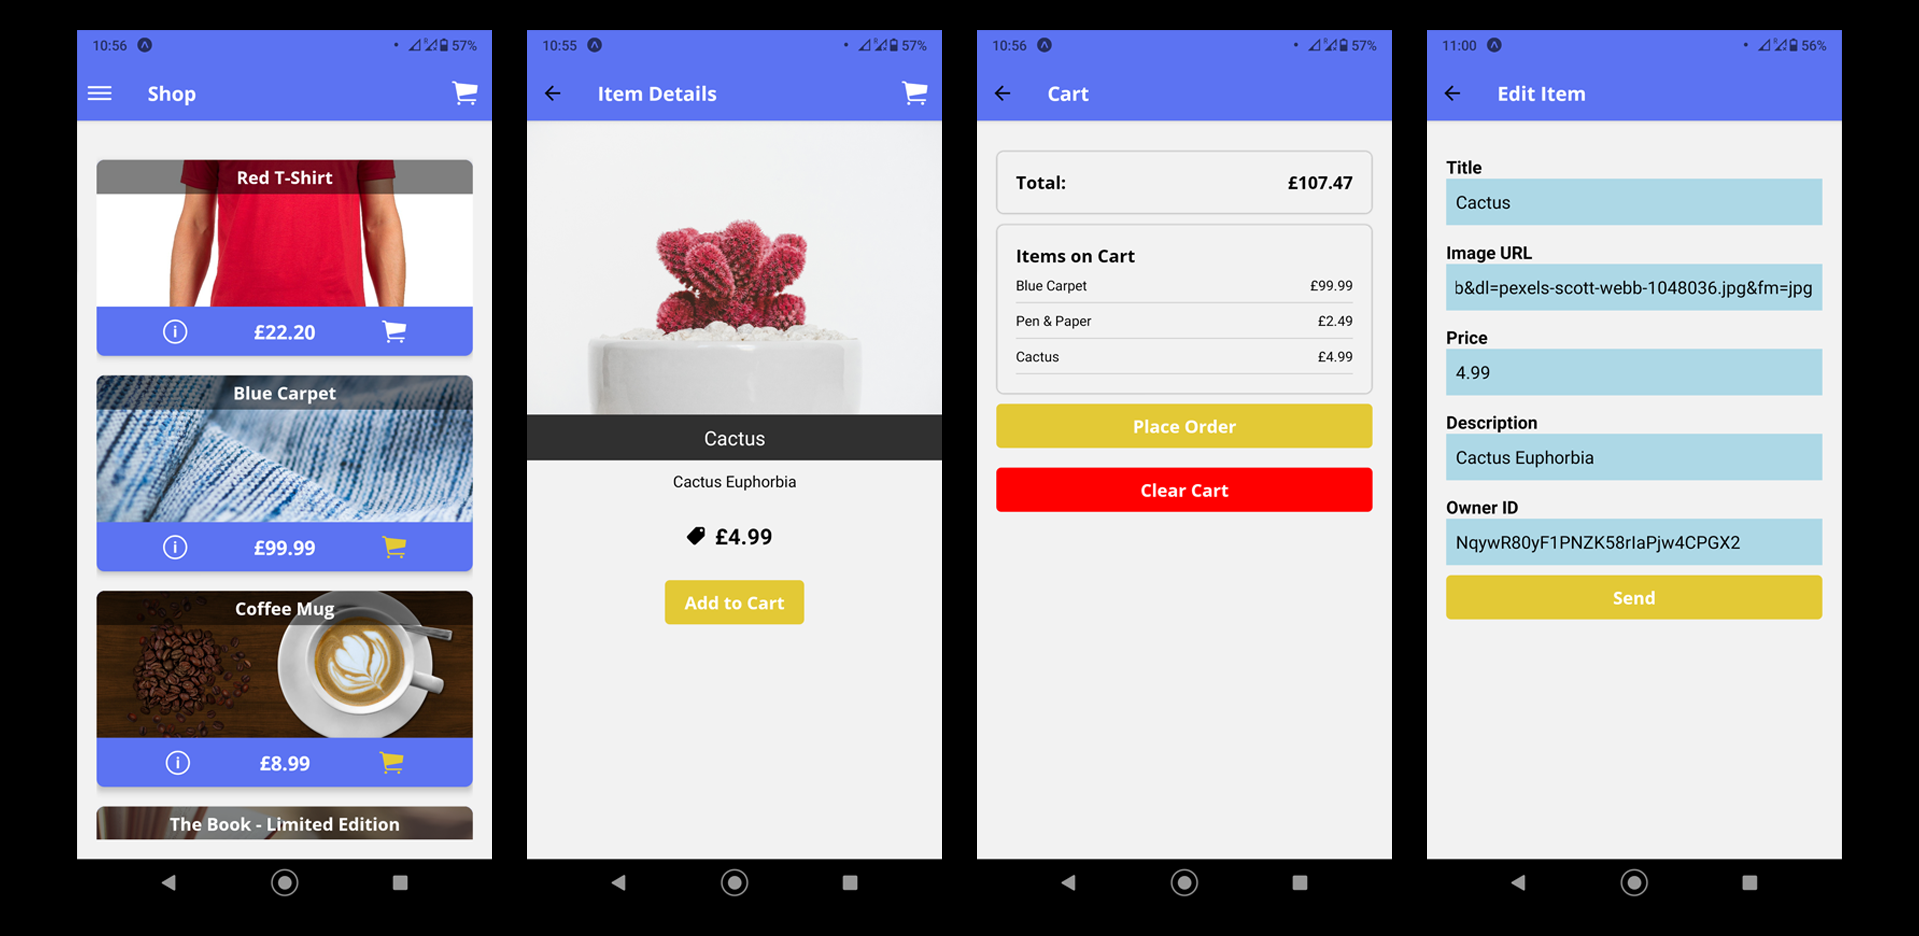 10:56
57%
Shop
Red T-Shirt
£22.20
Blue Carpet
£99.99
Coffee Mug
£8.99
The Book - Limited Edition
10:55
57%
Item Details
Cactus
Cactus Euphorbia
£4.99
Add to Cart
10:56
57%
Cart
Total: £107.47
Items on Cart
Blue Carpet £99.99
Pen & Paper £2.49
Cactus £4.99
Place Order
Clear Cart
11:00
56%
Edit Item
Title
Cactus
Image URL
b&dl=pexels-scott-webb-1048036.jpg&fm=jpg
Price
4.99
Description
Cactus Euphorbia
Owner ID
NqywR80yF1PNZK58rIaPjw4CPGX2
Send